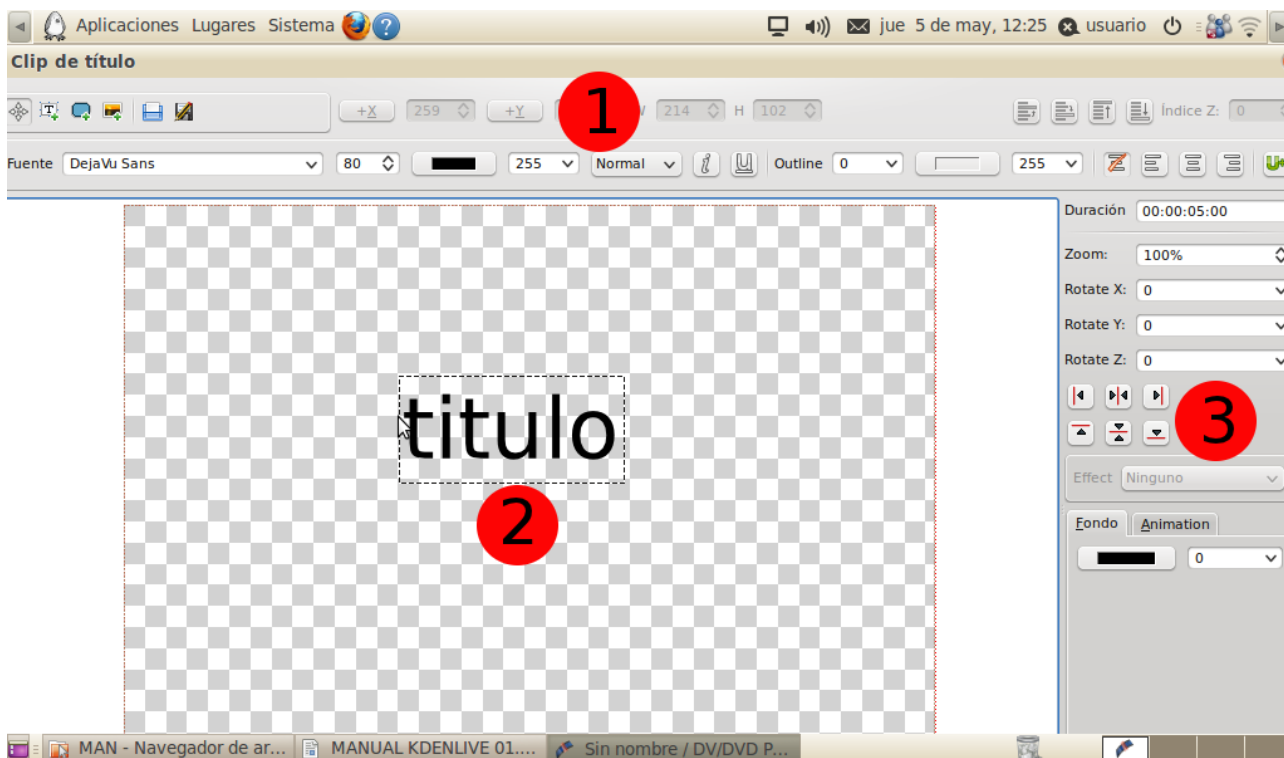 Aplicaciones Lugares Sistema jue 5 de may, 12:25 usuario
Clip de título
+X 259 +Y 214 H 102 Índice Z: 0
1
Fuente DejaVu Sans 80 255 Normal i U Outline 0 255
Duración 00:00:05:00
Zoom: 100%
Rotate X: 0
Rotate Y: 0
Rotate Z: 0
titulo
3
Effect Ninguno
2
Fondo Animation
0
MAN - Navegador de ar... MANUAL KDENLIVE 01.... Sin nombre / DV/DVD P...